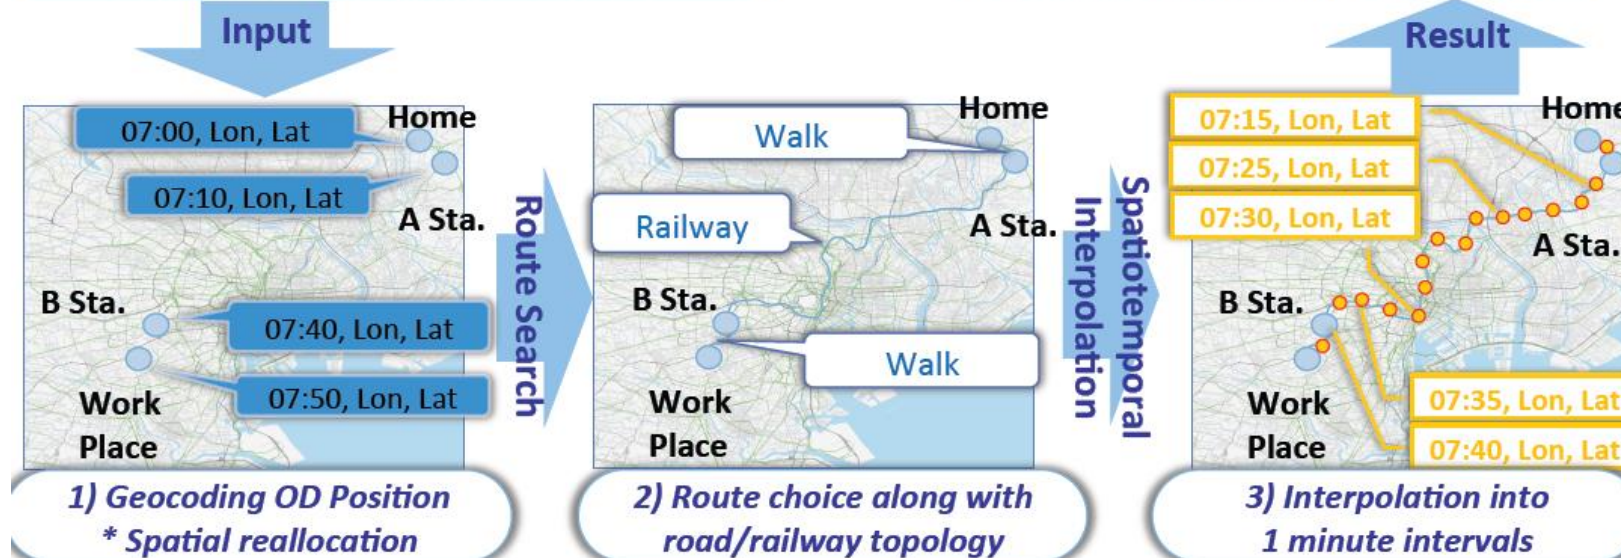 Input
07:00, Lon, Lat
Home
07:10, Lon, Lat
A Sta.
B Sta.
07:40, Lon, Lat
07:50, Lon, Lat
Work
Place
1) Geocoding OD Position
* Spatial reallocation
Route Search
Home
Walk
Railway
A Sta.
B Sta.
Walk
Work
Place
2) Route choice along with
road/railway topology
Spatiotemporal
Interpolation
Result
07:15, Lon, Lat
Home
07:25, Lon, Lat
07:30, Lon, Lat
A Sta.
B Sta.
07:35, Lon, Lat
Work
Place
07:40, Lon, Lat
3) Interpolation into
1 minute intervals